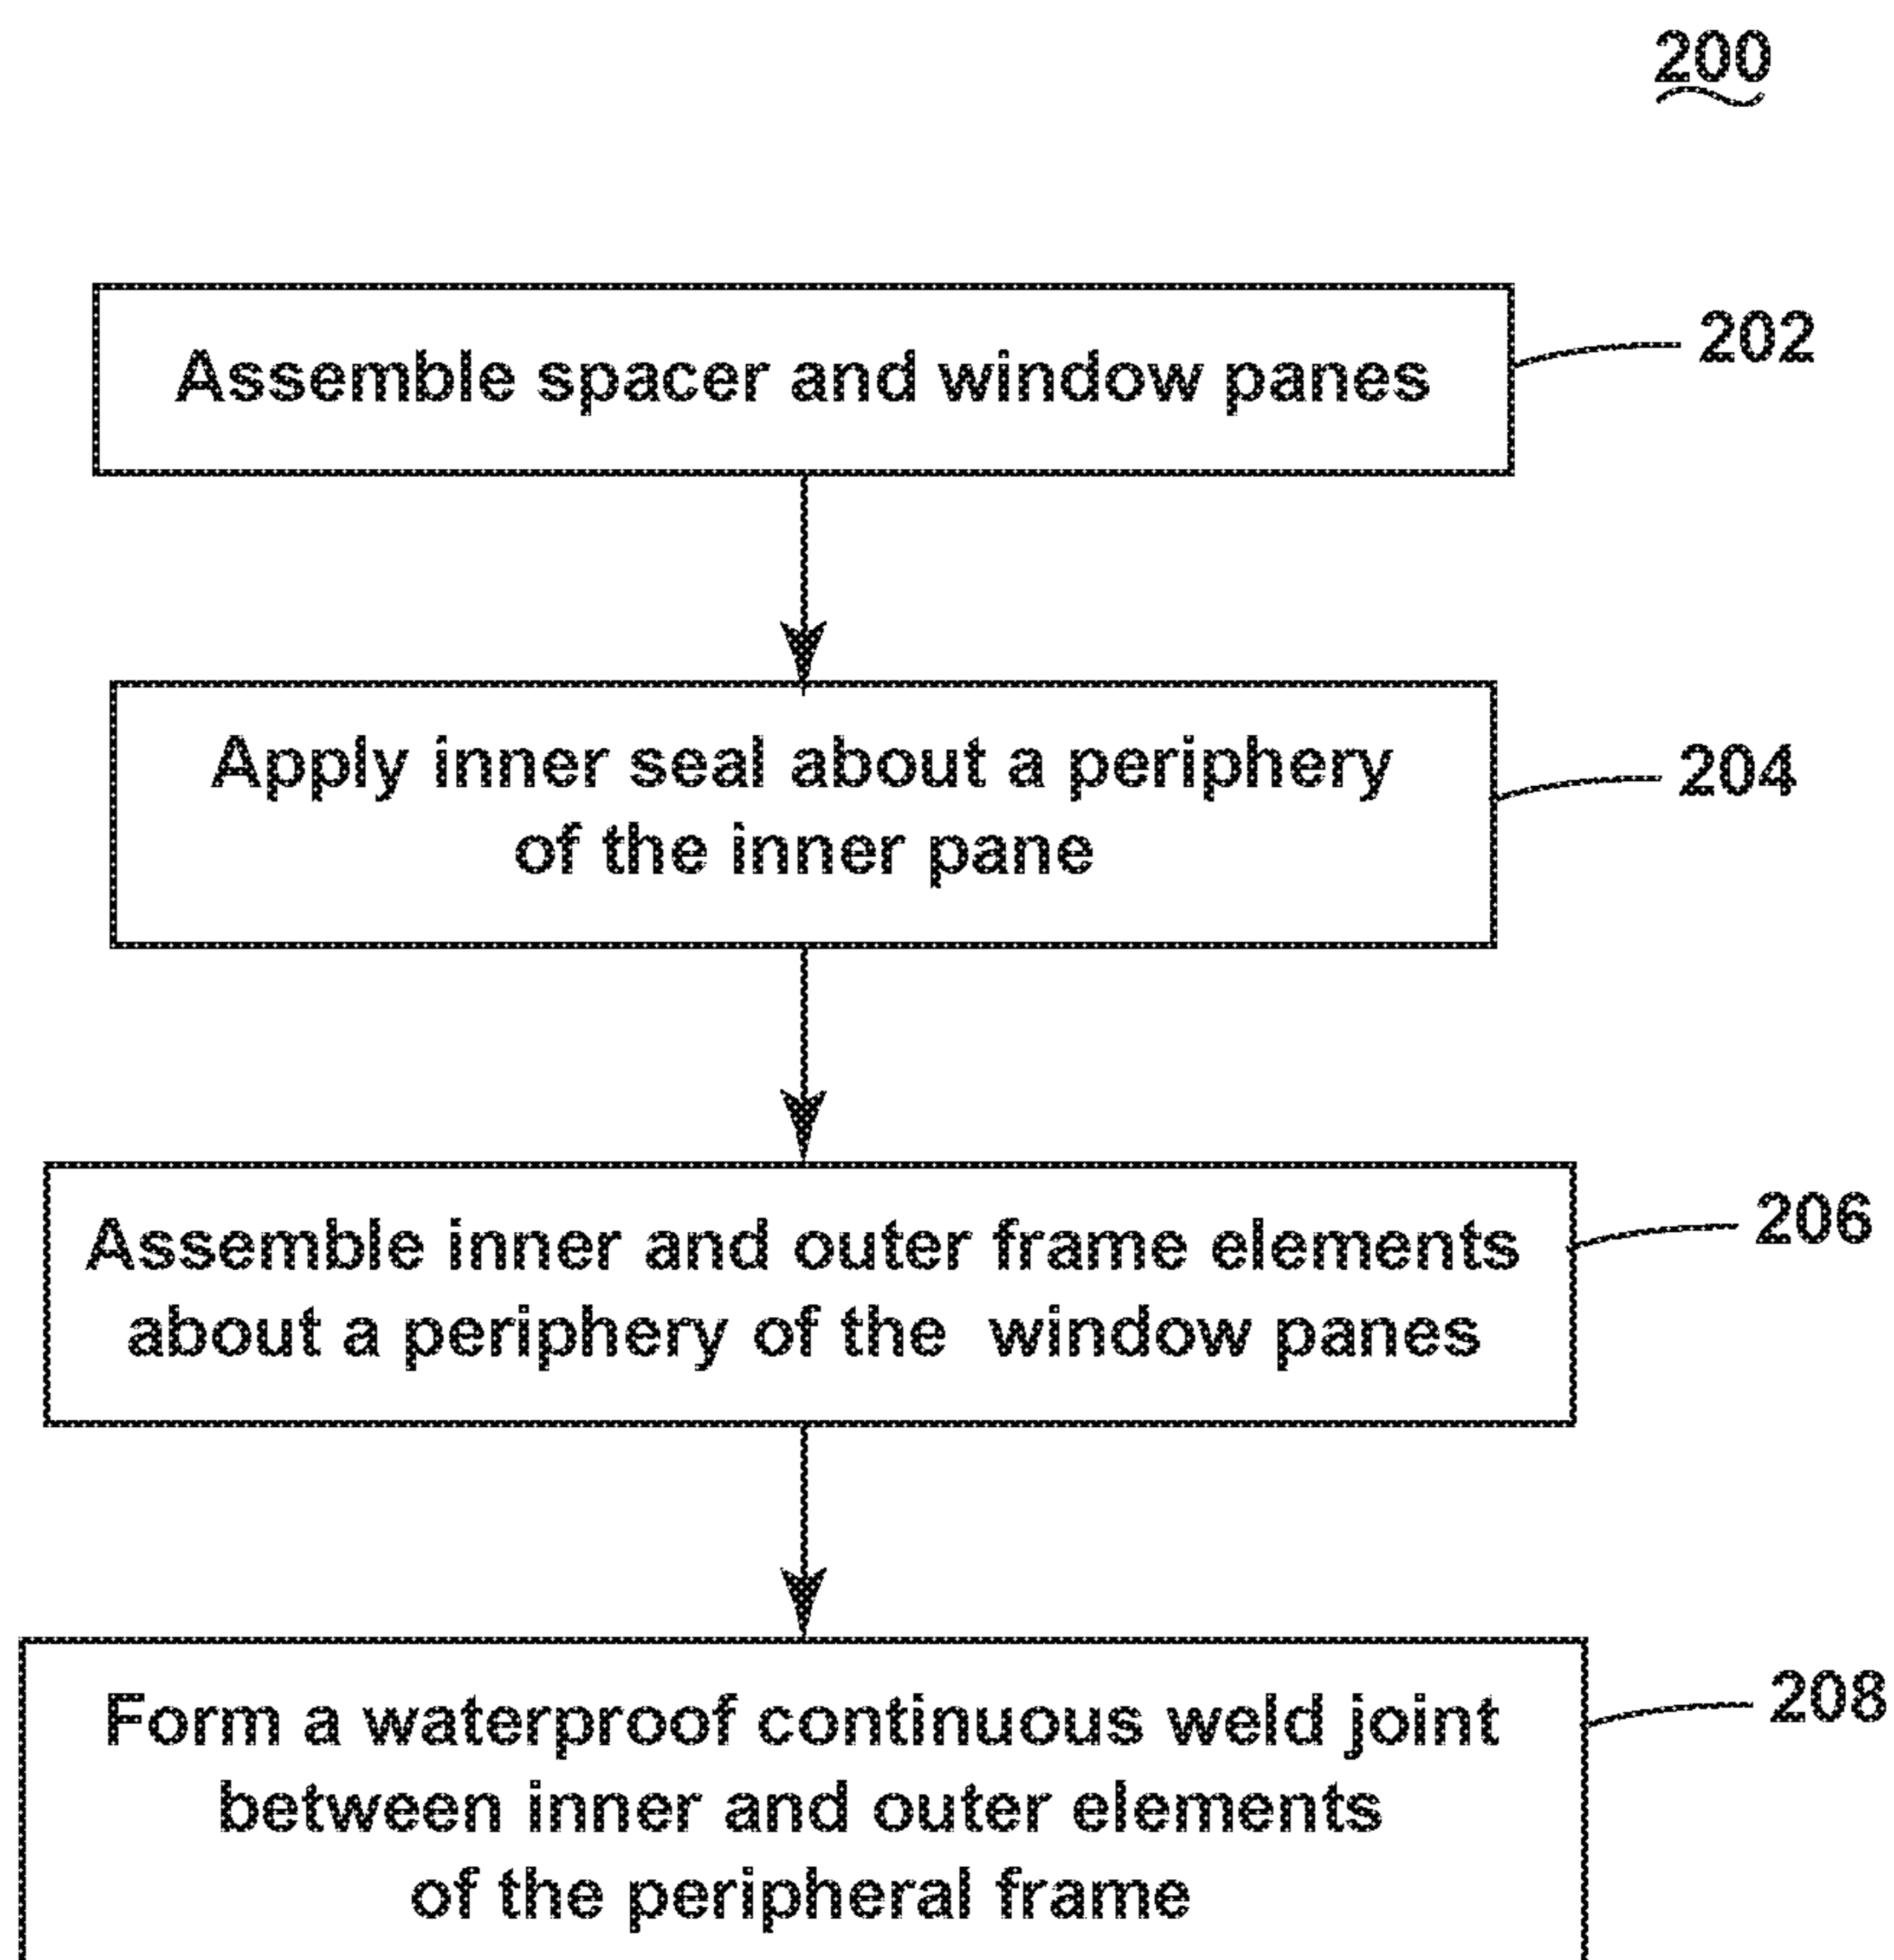 200
Assemble spacer and window panes
202
Apply inner seal about a periphery
of the inner pane
204
Assemble inner and outer frame elements
about a periphery of the window panes
206
Form a waterproof continuous weld joint
between inner and outer elements
of the peripheral frame
208